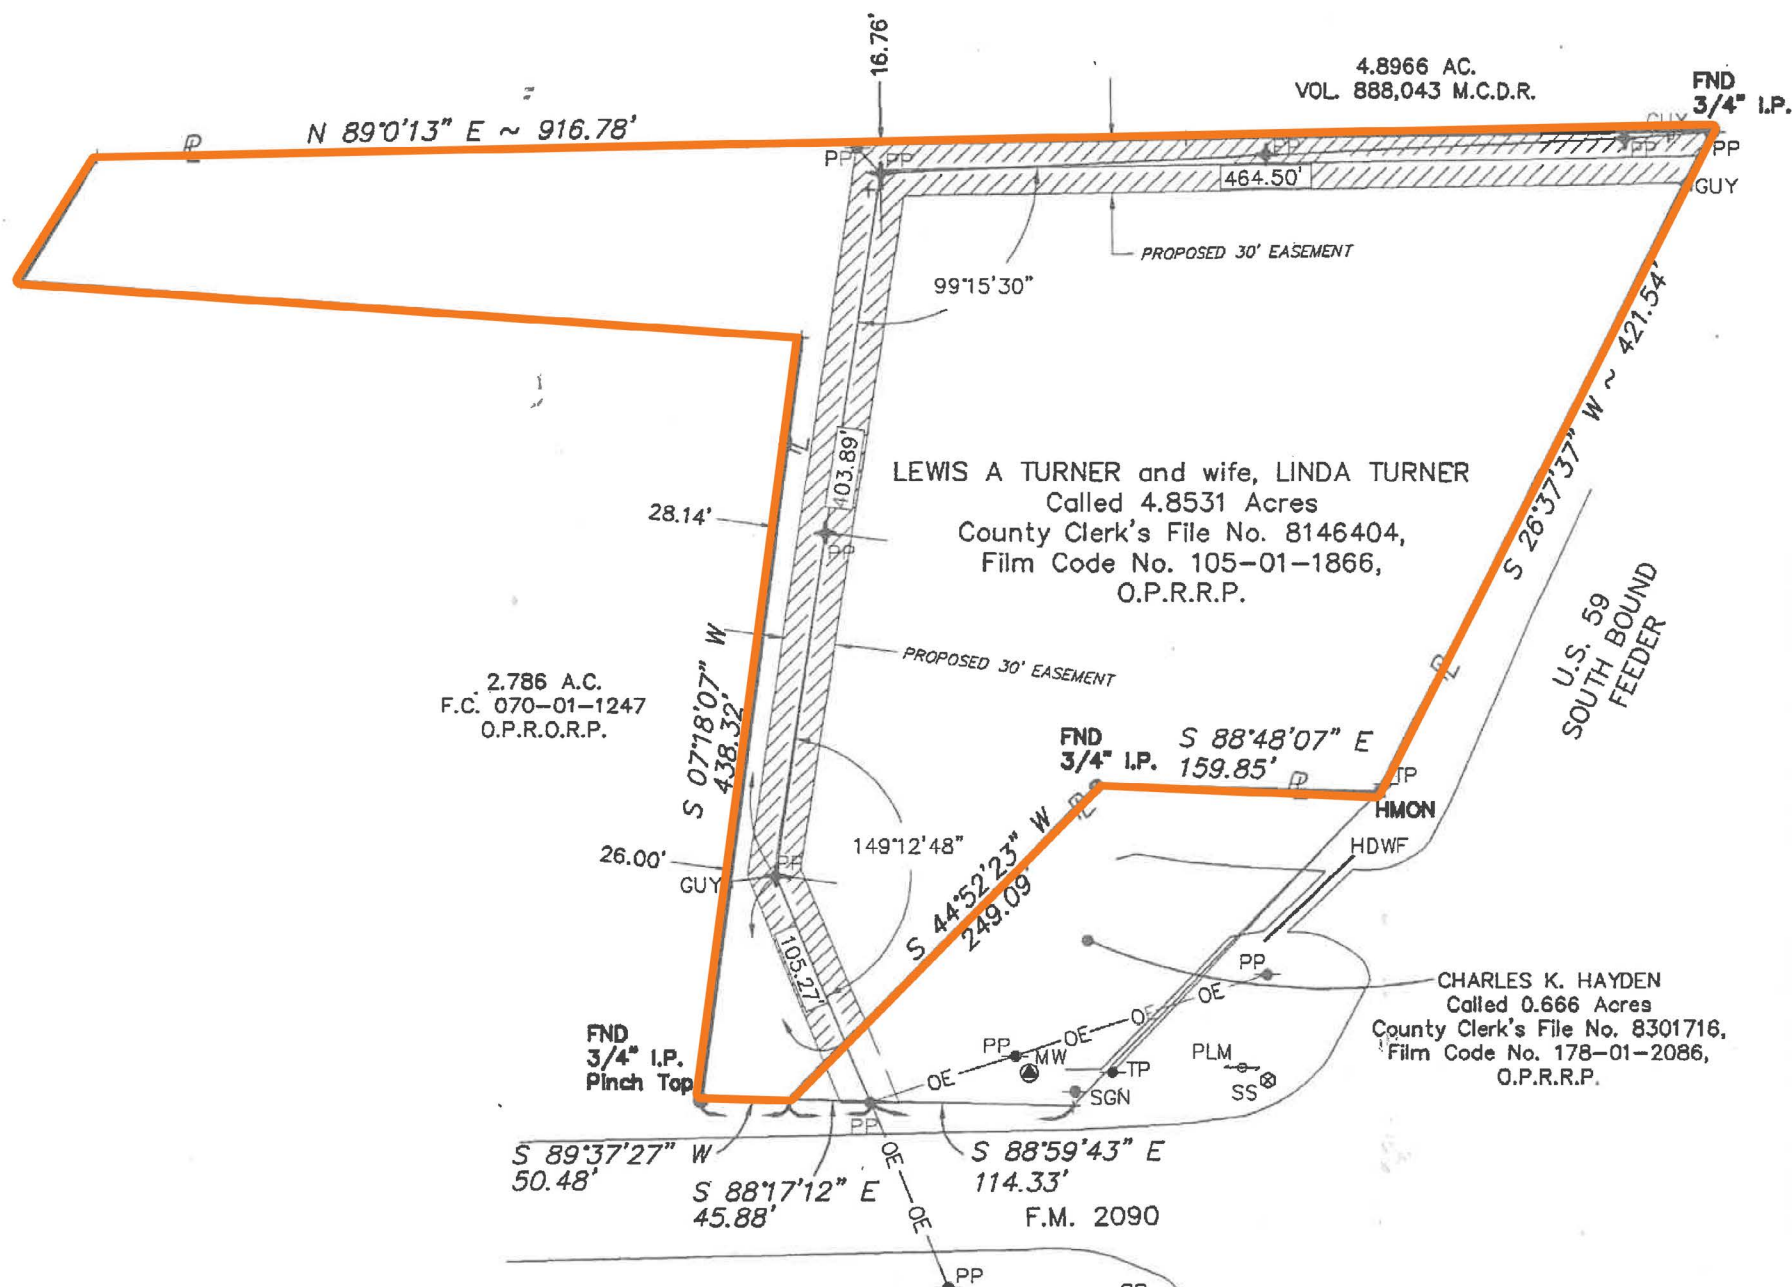 16.76'
4.8966 AC.
VOL. 888,043 M.C.D.R.
FND
3/4" I.P.
GUY
N 89°0'13" E ~ 916.78'
PL
PP
PP
PP
PP
PP
464.50'
GUY
PROPOSED 30' EASEMENT
99°15'30"
S 26°37'37" W ~ 421.54'
403.89'
PL
LEWIS A TURNER and wife, LINDA TURNER
Called 4.8531 Acres
County Clerk's File No. 8146404,
Film Code No. 105-01-1866,
O.P.R.R.P.
28.14'
PP
U.S. 59
SOUTH BOUND
FEEDER
PROPOSED 30' EASEMENT
PL
2.786 A.C.
F.C. 070-01-1247
O.P.R.O.R.P.
S 07°18'07" W
438.32'
FND
3/4" I.P.
S 88°48'07" E
159.85'
PL
TP
HMON
PL
149°12'48"
HDWF
26.00'
PP
GUY
S 44°52'23" W
249.09'
105.27'
PP
OE
CHARLES K. HAYDEN
Called 0.666 Acres
County Clerk's File No. 8301716,
Film Code No. 178-01-2086,
O.P.R.R.P.
OE
OE
FND
3/4" I.P.
Pinch Top
PP
MW
OE
TP
PLM
SS
SGN
PP
S 89°37'27" W
50.48'
S 88°17'12" E
45.88'
OE
S 88°59'43" E
114.33'
OE
F.M. 2090
PP